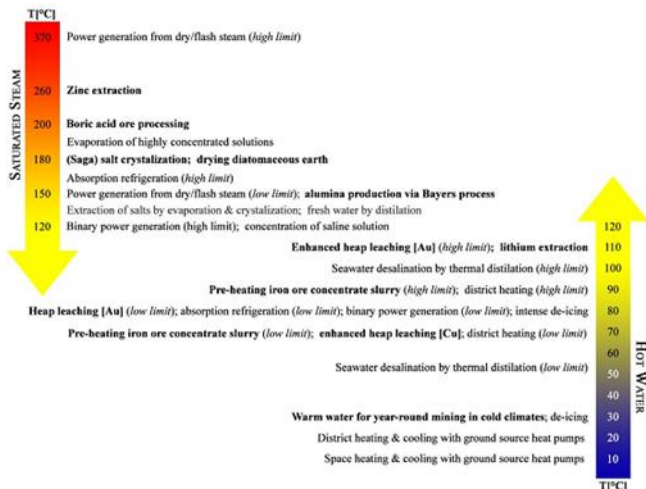 T[°C]
370 Power generation from dry/flash steam (high limit)
260 Zinc extraction
200 Boric acid ore processing
Evaporation of highly concentrated solutions
180 (Saga) salt crystalization; drying diatomaceous earth
Absorption refrigeration (high limit)
150 Power generation from dry/flash steam (low limit); alumina production via Bayers process
Extraction of salts by evaporation & crystalization; fresh water by distilation
120 Binary power generation (high limit); concentration of saline solution 120
SATURATED STEAM
Enhanced heap leaching [Au] (high limit); lithium extraction 110
Seawater desalination by thermal distilation (high limit) 100
Pre-heating iron ore concentrate slurry (high limit); district heating (high limit) 90
Heap leaching [Au] (low limit); absorption refrigeration (low limit); binary power generation (low limit); intense de-icing 80
Pre-heating iron ore concentrate slurry (low limit); enhanced heap leaching [Cu]; district heating (low limit) 70
60
Seawater desalination by thermal distilation (low limit) 50
40
Warm water for year-round mining in cold climates; de-icing 30
District heating & cooling with ground source heat pumps 20
Space heating & cooling with ground source heat pumps 10
HOT WATER
T[°C]